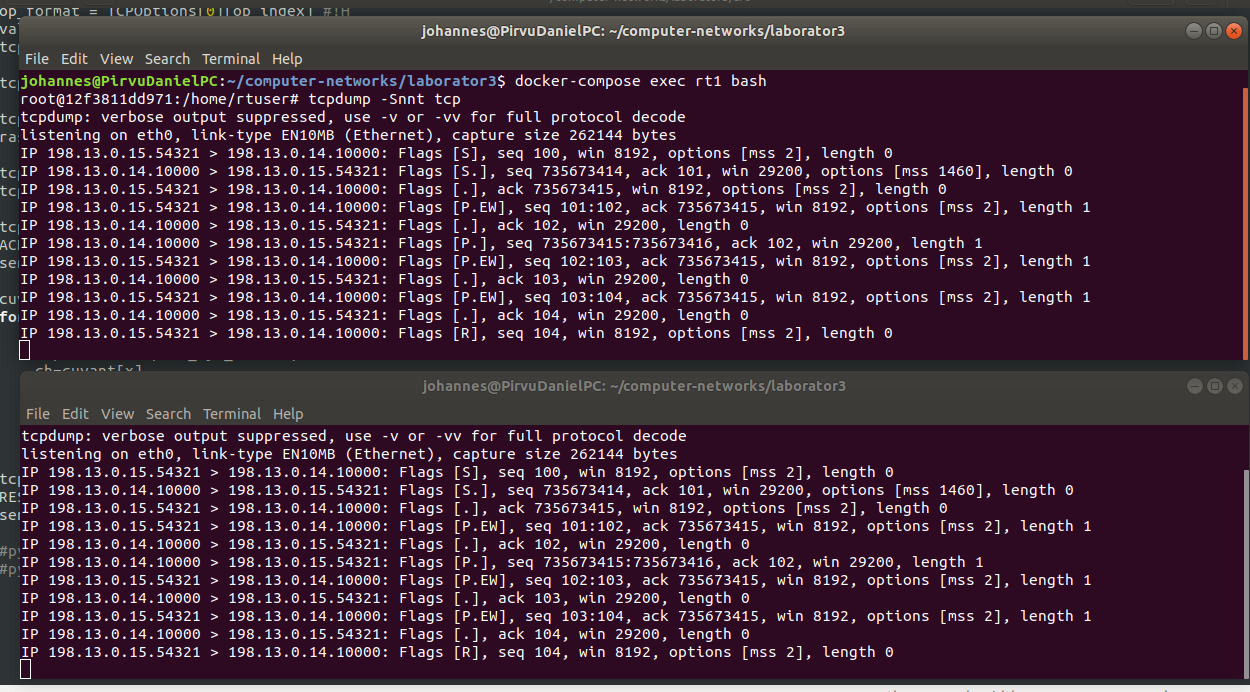 op_format = TCPOptions[0][op_index] #!H
johannes@PirvuDanielPC: ~/computer-networks/laborator3
File Edit View Search Terminal Help
johannes@PirvuDanielPC:~/computer-networks/laborator3$ docker-compose exec rt1 bash
root@12f3811dd971:/home/rtuser# tcpdump -Snnt tcp
tcpdump: verbose output suppressed, use -v or -vv for full protocol decode
listening on eth0, link-type EN10MB (Ethernet), capture size 262144 bytes
IP 198.13.0.15.54321 > 198.13.0.14.10000: Flags [S], seq 100, win 8192, options [mss 2], length 0
IP 198.13.0.14.10000 > 198.13.0.15.54321: Flags [S.], seq 735673414, ack 101, win 29200, options [mss 1460], length 0
IP 198.13.0.15.54321 > 198.13.0.14.10000: Flags [.], ack 735673415, win 8192, options [mss 2], length 0
IP 198.13.0.15.54321 > 198.13.0.14.10000: Flags [P.EW], seq 101:102, ack 735673415, win 8192, options [mss 2], length 1
IP 198.13.0.14.10000 > 198.13.0.15.54321: Flags [.], ack 102, win 29200, length 0
IP 198.13.0.14.10000 > 198.13.0.15.54321: Flags [P.], seq 735673415:735673416, ack 102, win 29200, length 1
IP 198.13.0.15.54321 > 198.13.0.14.10000: Flags [P.EW], seq 102:103, ack 735673415, win 8192, options [mss 2], length 1
IP 198.13.0.14.10000 > 198.13.0.15.54321: Flags [.], ack 103, win 29200, length 0
IP 198.13.0.15.54321 > 198.13.0.14.10000: Flags [P.EW], seq 103:104, ack 735673415, win 8192, options [mss 2], length 1
IP 198.13.0.14.10000 > 198.13.0.15.54321: Flags [.], ack 104, win 29200, length 0
IP 198.13.0.15.54321 > 198.13.0.14.10000: Flags [R], seq 104, win 8192, options [mss 2], length 0
ch=cuvant[x]
johannes@PirvuDanielPC: ~/computer-networks/laborator3
File Edit View Search Terminal Help
tcpdump: verbose output suppressed, use -v or -vv for full protocol decode
listening on eth0, link-type EN10MB (Ethernet), capture size 262144 bytes
IP 198.13.0.15.54321 > 198.13.0.14.10000: Flags [S], seq 100, win 8192, options [mss 2], length 0
IP 198.13.0.14.10000 > 198.13.0.15.54321: Flags [S.], seq 735673414, ack 101, win 29200, options [mss 1460], length 0
IP 198.13.0.15.54321 > 198.13.0.14.10000: Flags [.], ack 735673415, win 8192, options [mss 2], length 0
IP 198.13.0.15.54321 > 198.13.0.14.10000: Flags [P.EW], seq 101:102, ack 735673415, win 8192, options [mss 2], length 1
IP 198.13.0.14.10000 > 198.13.0.15.54321: Flags [.], ack 102, win 29200, length 0
IP 198.13.0.14.10000 > 198.13.0.15.54321: Flags [P.], seq 735673415:735673416, ack 102, win 29200, length 1
IP 198.13.0.15.54321 > 198.13.0.14.10000: Flags [P.EW], seq 102:103, ack 735673415, win 8192, options [mss 2], length 1
IP 198.13.0.14.10000 > 198.13.0.15.54321: Flags [.], ack 103, win 29200, length 0
IP 198.13.0.15.54321 > 198.13.0.14.10000: Flags [P.EW], seq 103:104, ack 735673415, win 8192, options [mss 2], length 1
IP 198.13.0.14.10000 > 198.13.0.15.54321: Flags [.], ack 104, win 29200, length 0
IP 198.13.0.15.54321 > 198.13.0.14.10000: Flags [R], seq 104, win 8192, options [mss 2], length 0